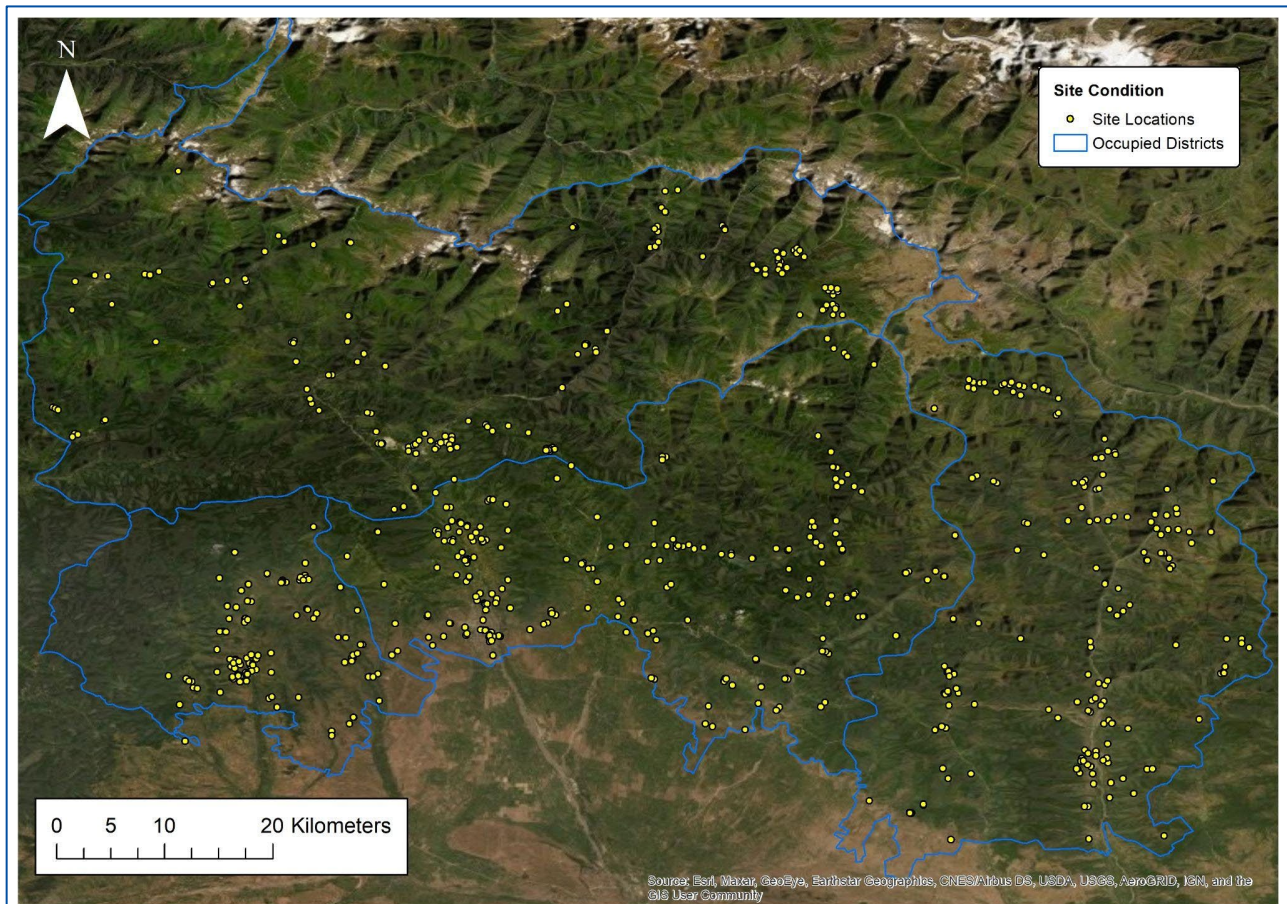 N
Site Condition
Site Locations
Occupied Districts
0 5 10 20 Kilometers
Source: Esri, Maxar, GeoEye, Earthstar Geographics, CNES/Airbus DS, USDA, USGS, AeroGRID, IGN, and the
GIS User Community